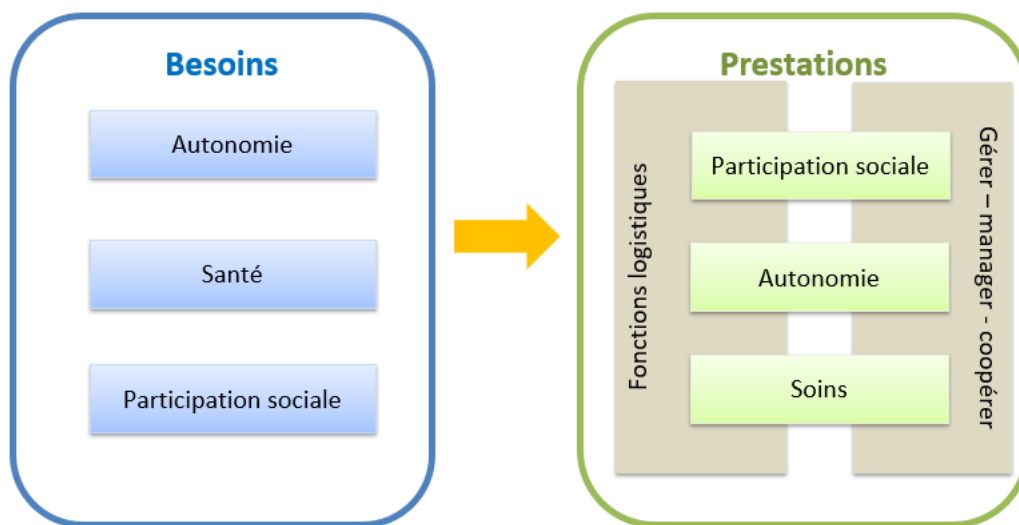 Besoins
Autonomie
Santé
Participation sociale
Prestations
Fonctions logistiques
Participation sociale
Autonomie
Soins
Gérer – manager - coopérer